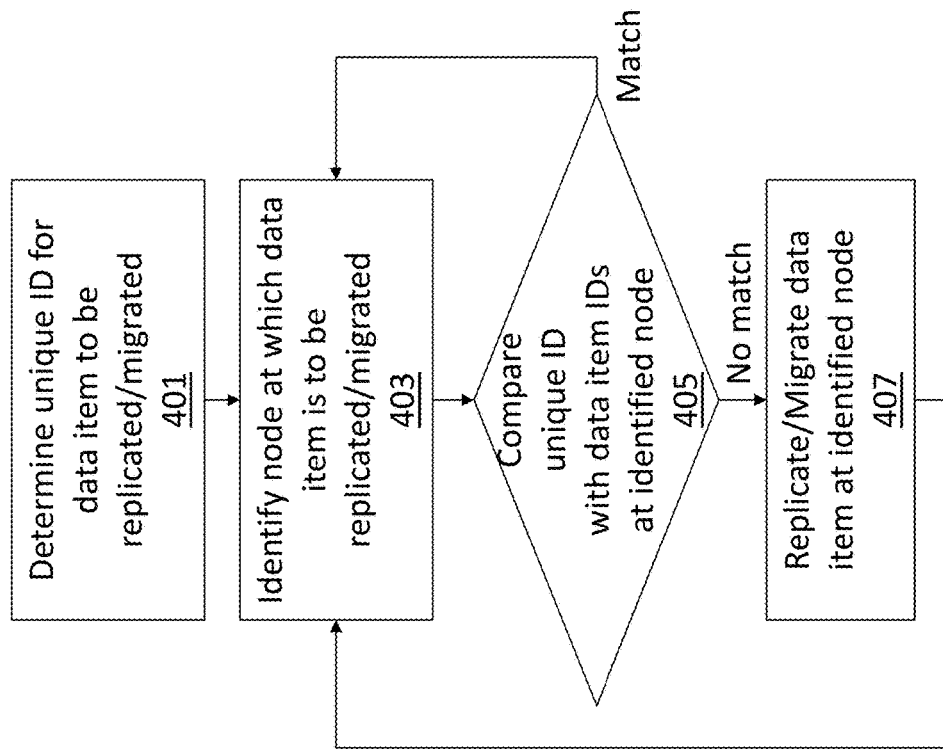 Determine unique ID for
data item to be
replicated/migrated
401
Identify node at which data
item is to be
replicated/migrated
403
Compare
unique ID
with data item IDs
at identified node
405
Match
No match
Replicate/Migrate data
item at identified node
407